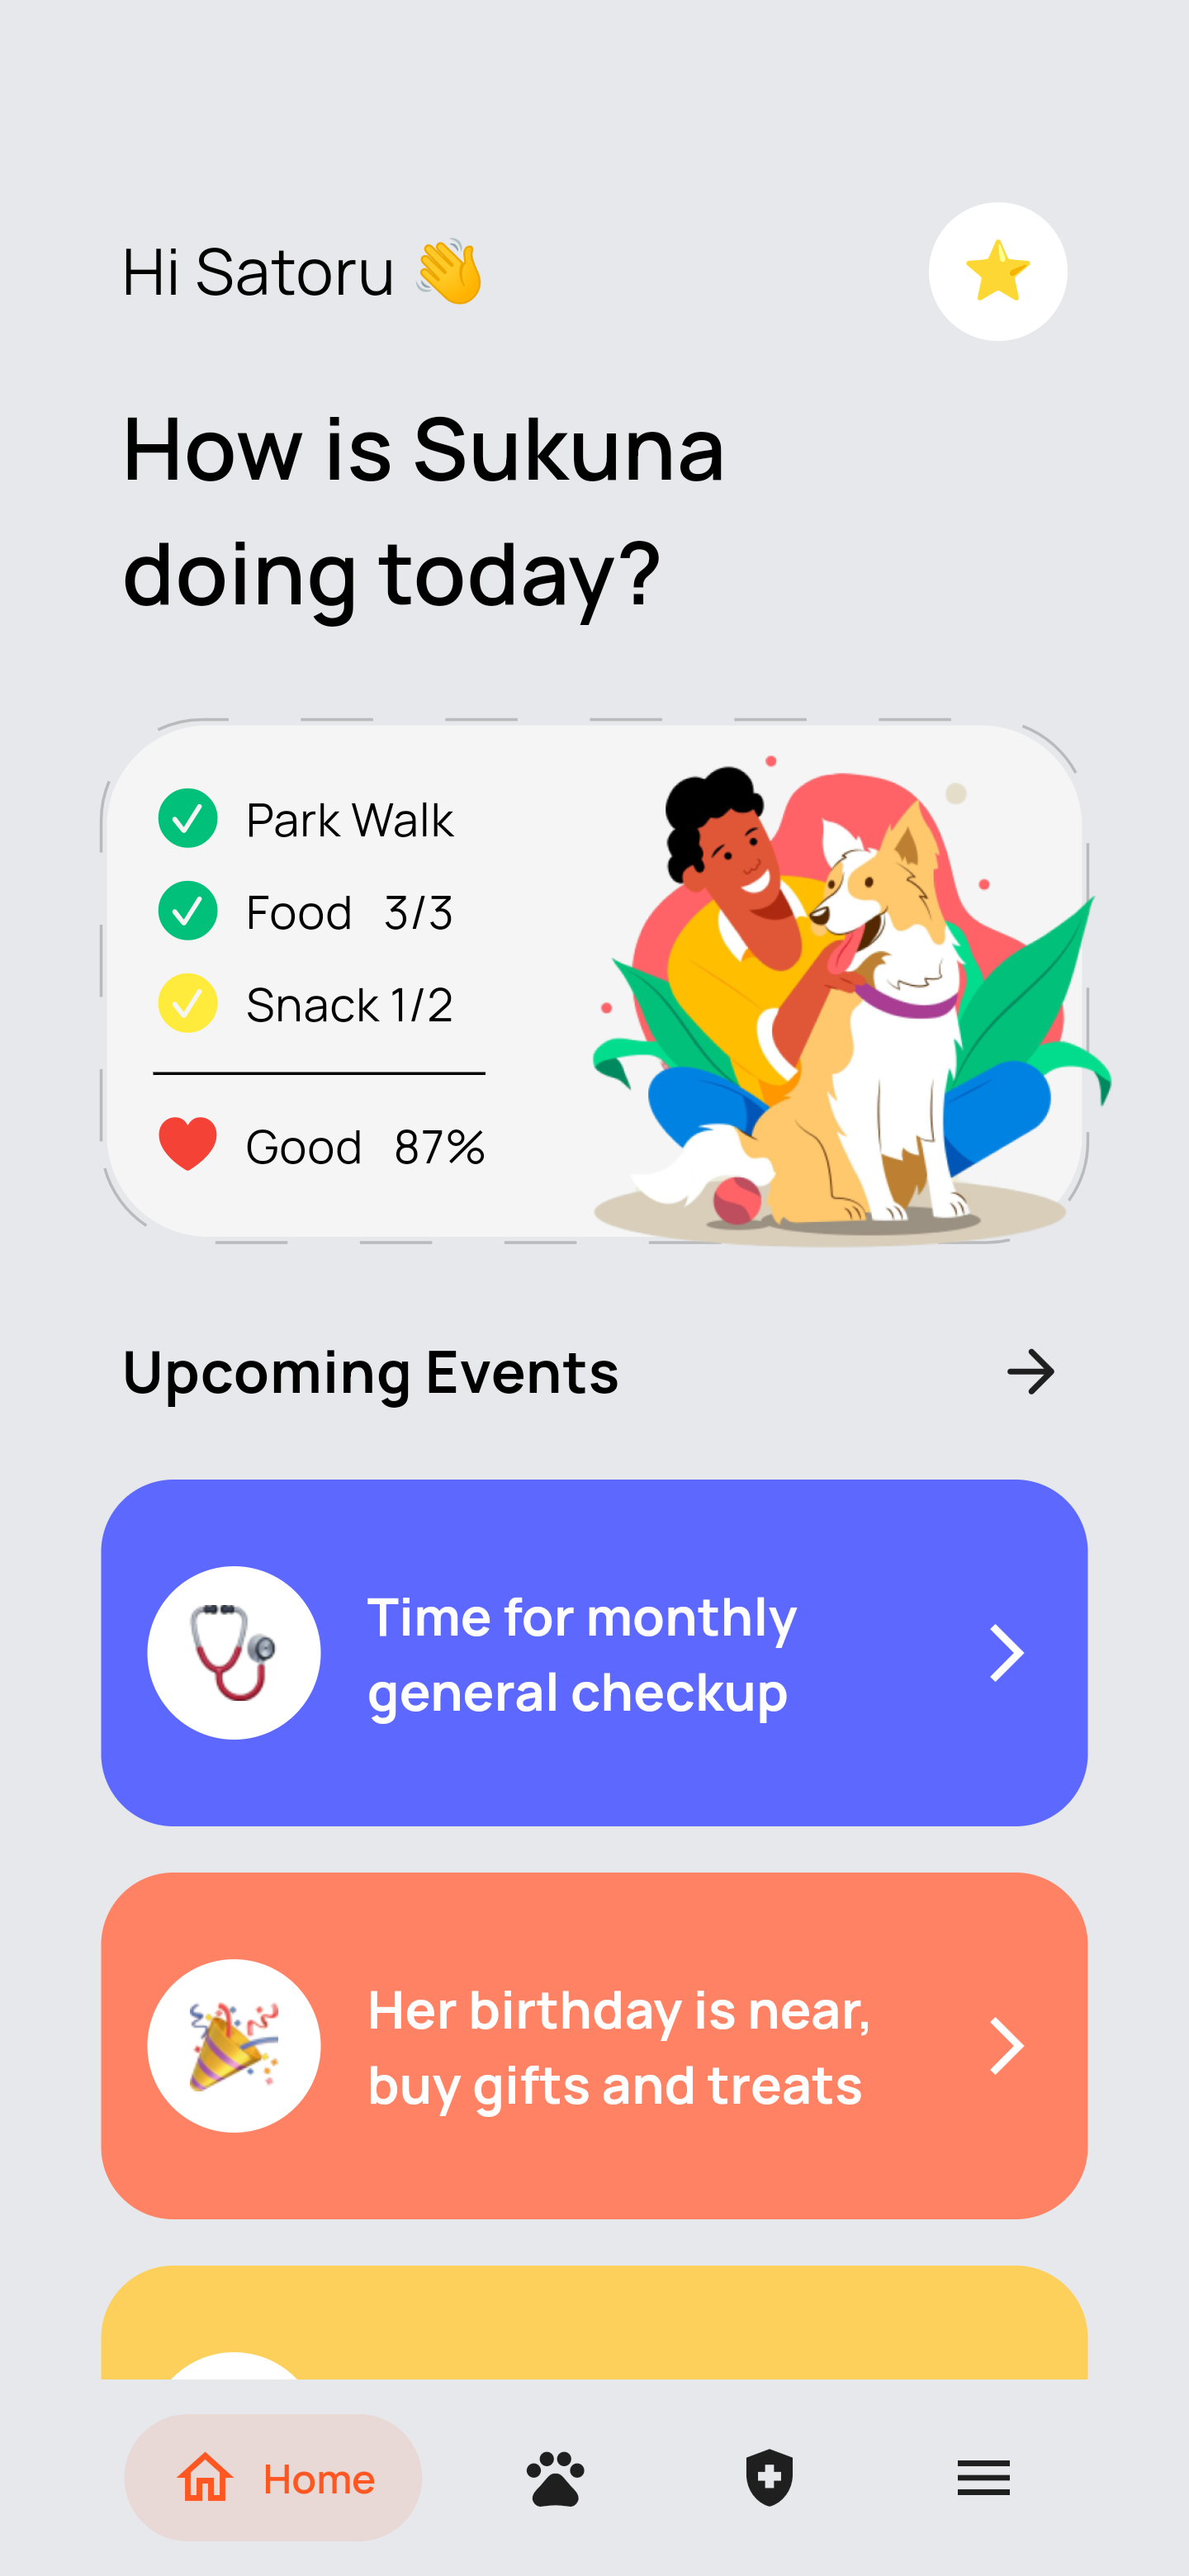 Hi Satoru 👋
How is Sukuna
doing today?
Park Walk
Food 3/3
Snack 1/2
Good 87%
Upcoming Events
Time for monthly
general checkup
Her birthday is near,
buy gifts and treats
Home